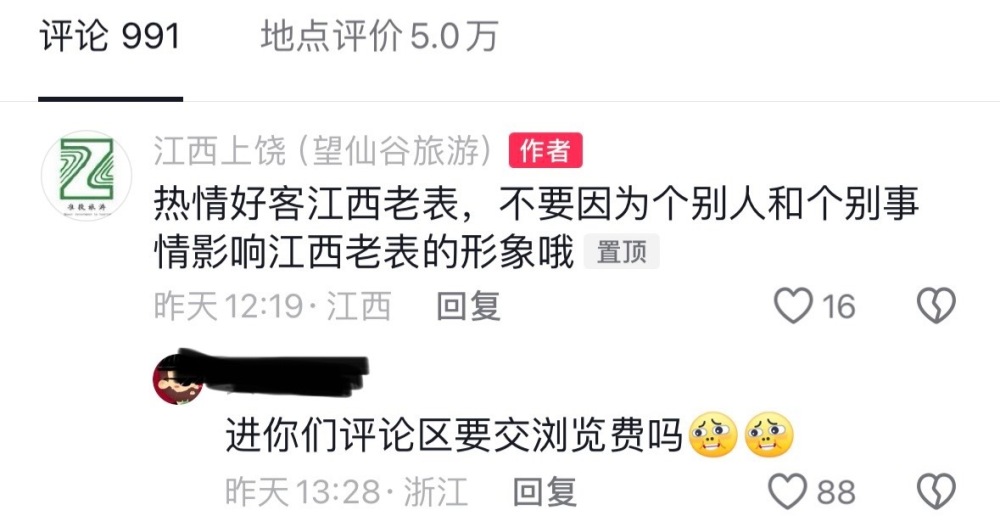 评论 991 地点评价5.0万
江西上饶（望仙谷旅游） 作者
热情好客江西老表，不要因为个别人和个别事
情影响江西老表的形象哦 置顶
昨天12:19·江西 回复 16
进你们评论区要交浏览费吗
昨天13:28·浙江 回复 88